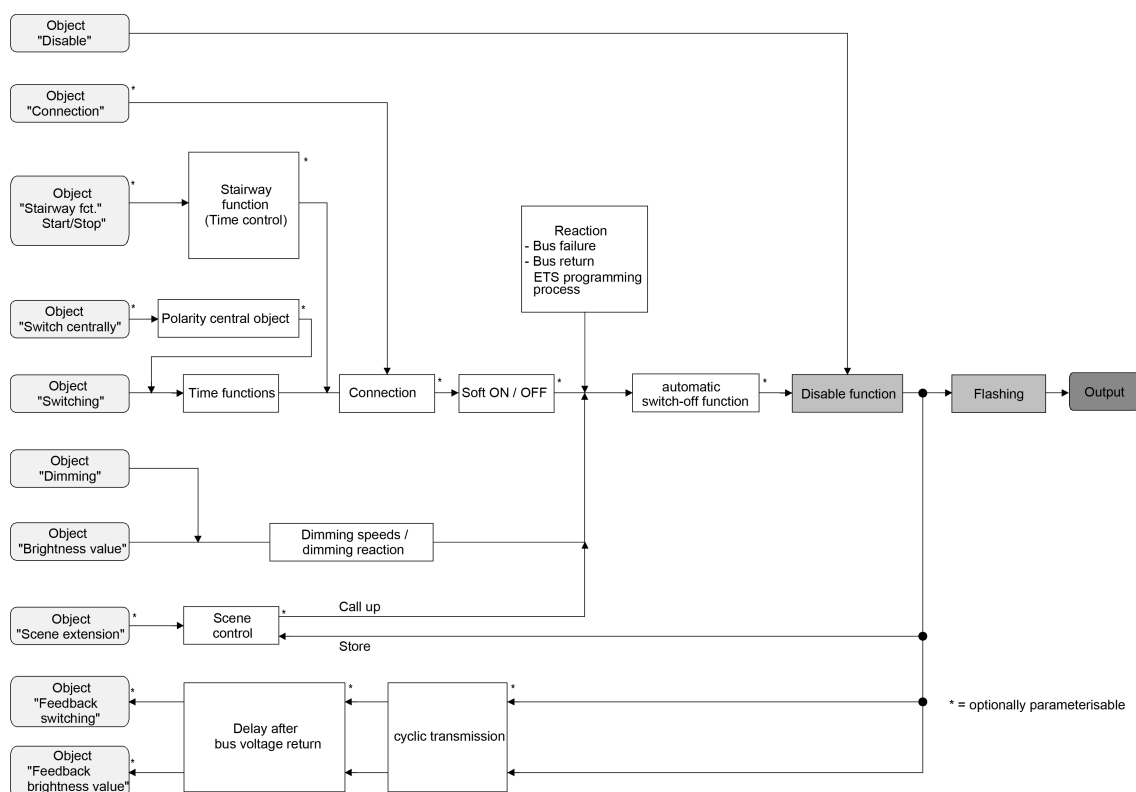 Object
"Disable"
Object
"Connection"
*
Object
"Stairway fct."
Start/Stop"
*
Stairway
function
(Time control)
*
Reaction
- Bus failure
- Bus return
ETS programming
process
Object
"Switch centrally"
*
Polarity central object
*
Object
"Switching"
Time functions
Connection
*
Soft ON / OFF
*
automatic
switch-off function
*
Disable function
Flashing
Output
Object
"Dimming"
Object
"Brightness value"
Dimming speeds /
dimming reaction
Object
"Scene extension"
*
Scene
control
*
Call up
Store
Object
"Feedback
switching"
*
Delay after
bus voltage return
*
cyclic transmission
*
* = optionally parameterisable
Object
"Feedback
brightness value"
*